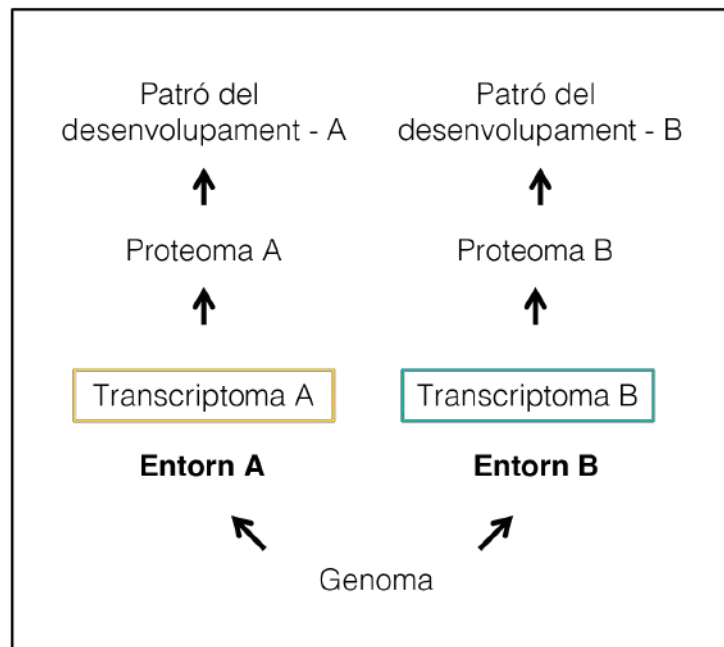 Patró del
desenvolupament - A
Patró del
desenvolupament - B
Proteoma A
Proteoma B
Transcriptoma A
Transcriptoma B
Entorn A
Entorn B
Genoma